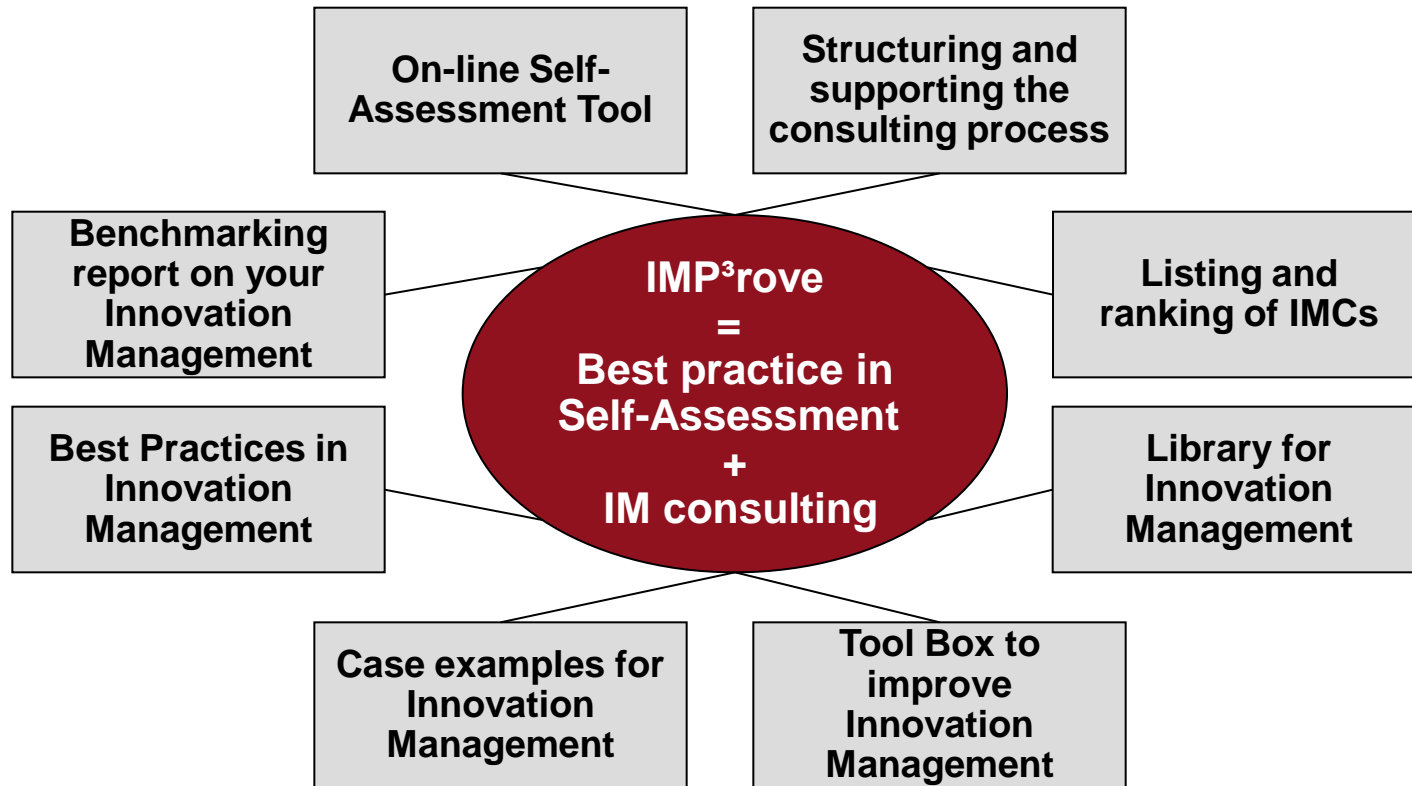 On-line Self-
Assessment Tool
Structuring and
supporting the
consulting process
Benchmarking
report on your
Innovation
Management
IMP³rove
=
Best practice in
Self-Assessment
+
IM consulting
Listing and
ranking of IMCs
Best Practices in
Innovation
Management
Library for
Innovation
Management
Case examples for
Innovation
Management
Tool Box to
improve
Innovation
Management